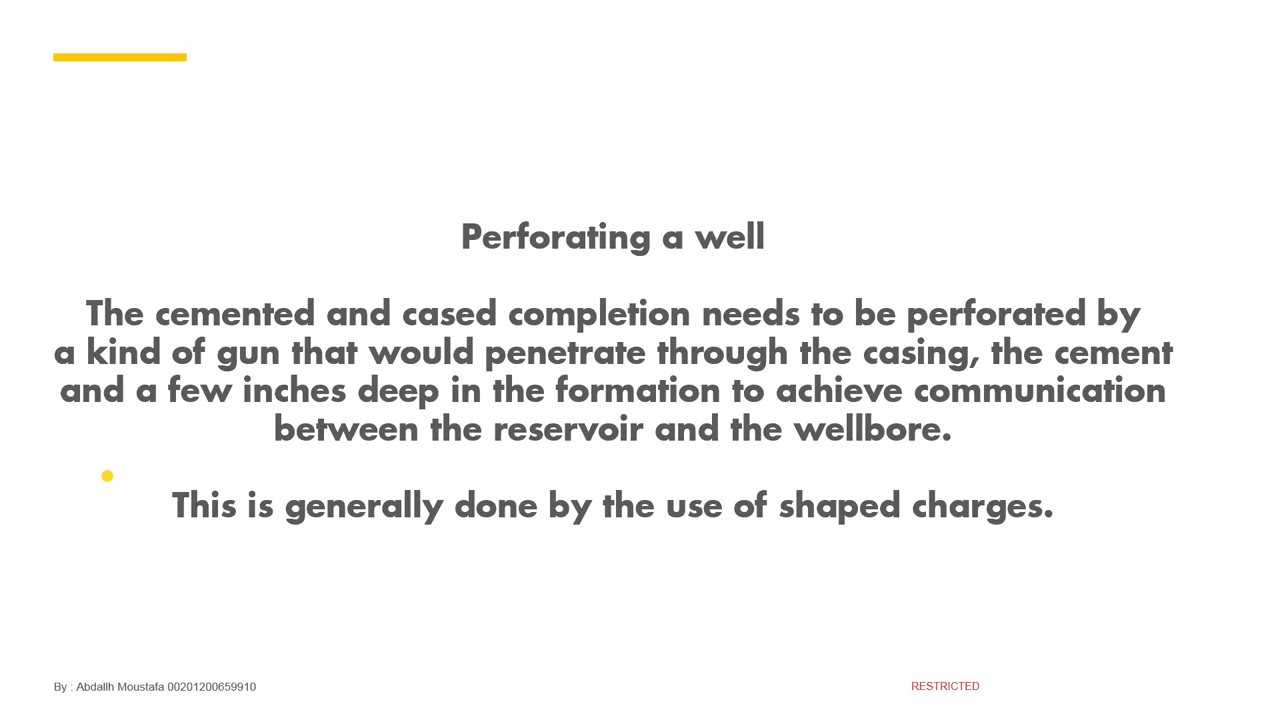 Perforating a well
The cemented and cased completion needs to be perforated by
a kind of gun that would penetrate through the casing, the cement
and a few inches deep in the formation to achieve communication
between the reservoir and the wellbore.
This is generally done by the use of shaped charges.
By : Abdallh Moustafa 00201200659910
RESTRICTED